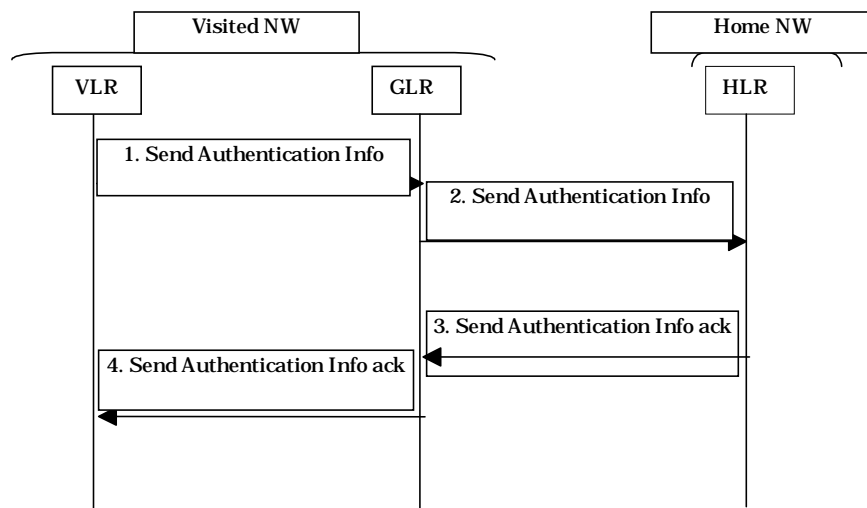 Visited NW
Home NW
VLR
GLR
HLR
1. Send Authentication Info
2. Send Authentication Info
3. Send Authentication Info ack
4. Send Authentication Info ack